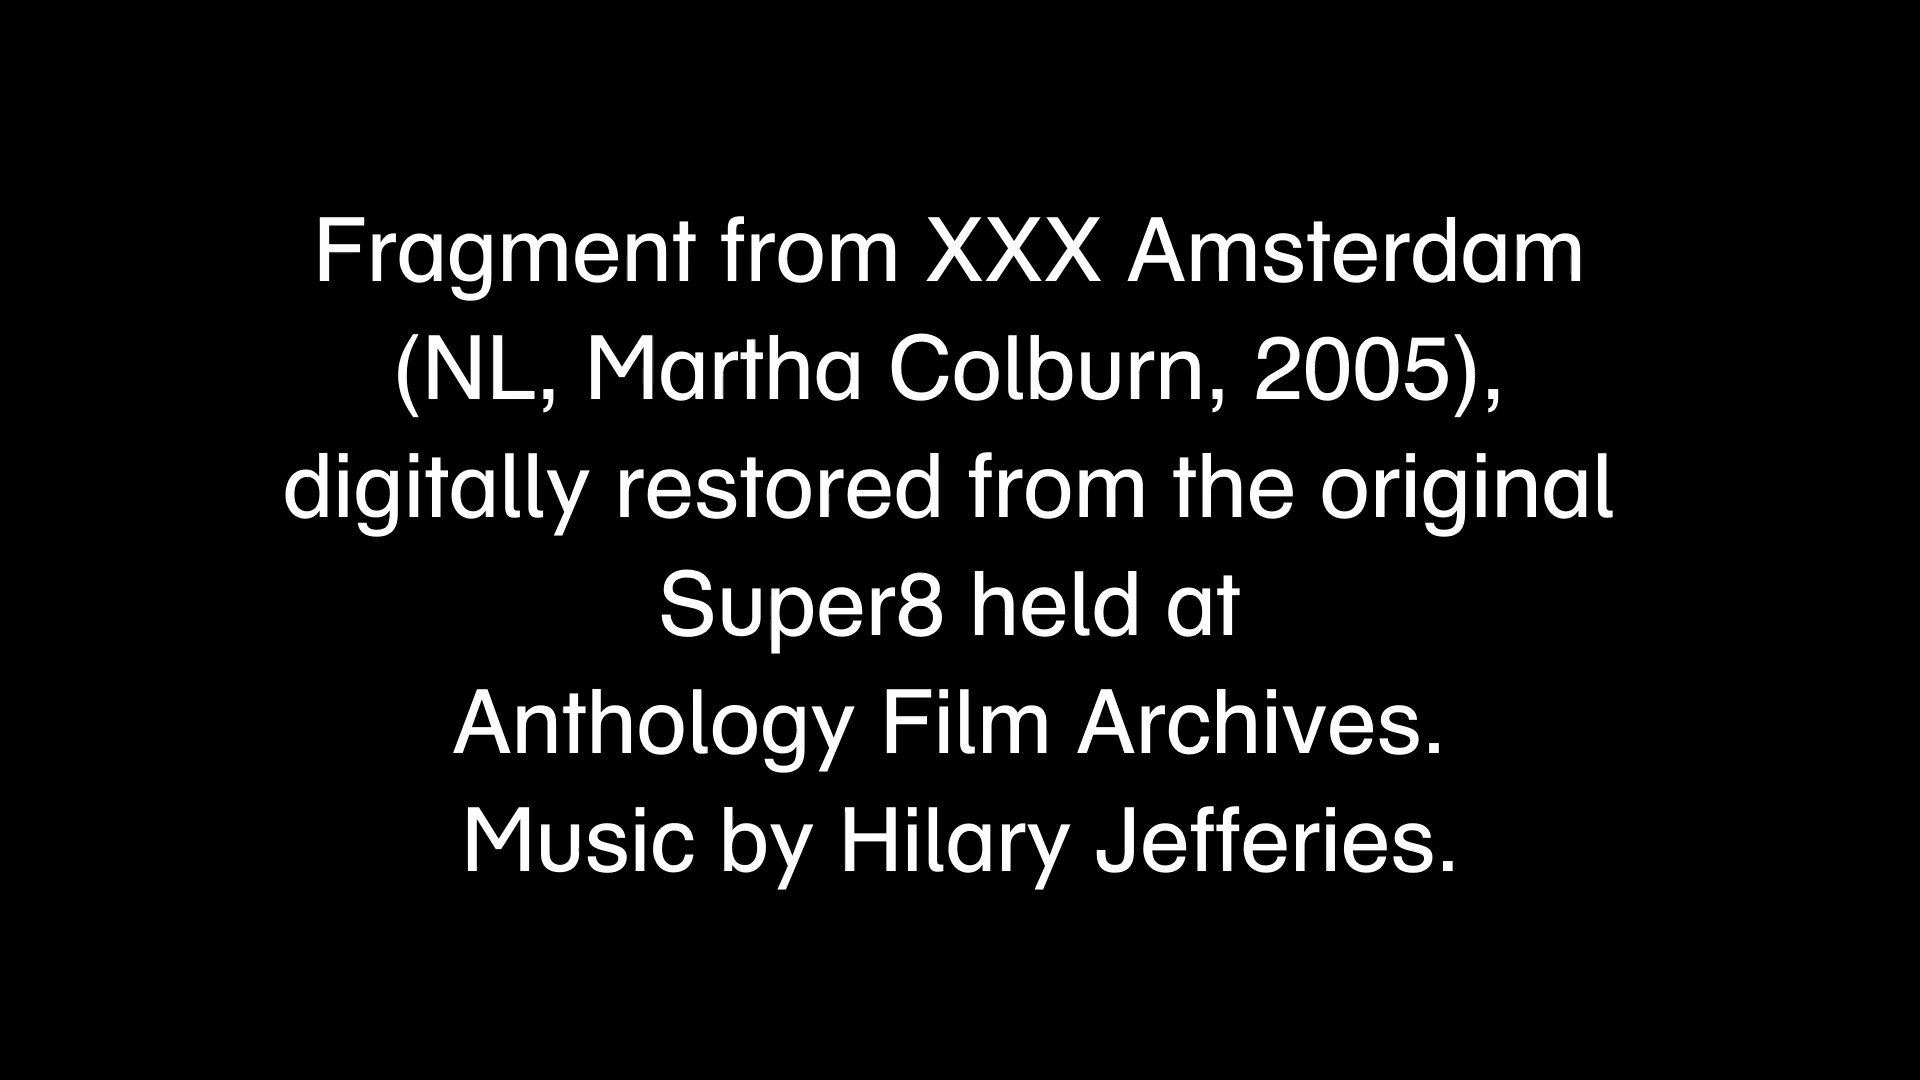 Fragment from XXX Amsterdam
(NL, Martha Colburn, 2005),
digitally restored from the original
Super8 held at
Anthology Film Archives.
Music by Hilary Jefferies.